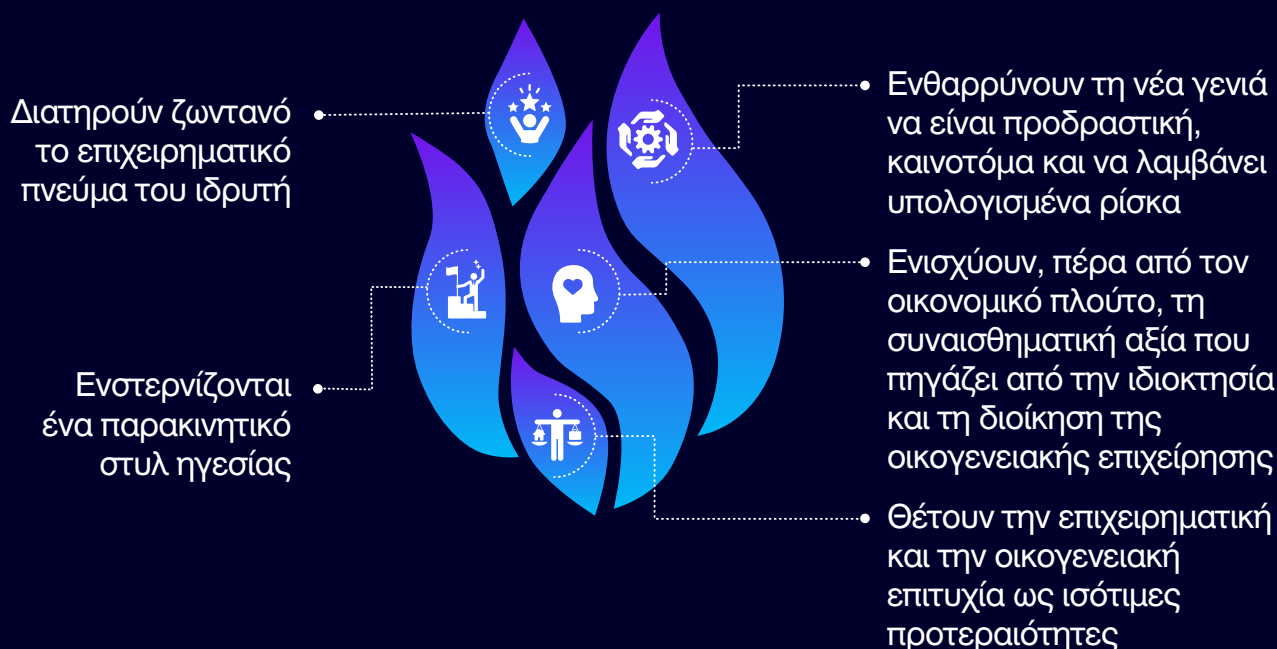 Διατηρούν ζωντανό
το επιχειρηματικό
πνεύμα του ιδρυτή
Ενστερνίζονται
ένα παρακινητικό
στυλ ηγεσίας
Ενθαρρύνουν τη νέα γενιά
να είναι προδραστική,
καινοτόμα και να λαμβάνει
υπολογισμένα ρίσκα
Ενισχύουν, πέρα από τον
οικονομικό πλούτο, τη
συναισθηματική αξία που
πηγάζει από την ιδιοκτησία
και τη διοίκηση της
οικογενειακής επιχείρησης
Θέτουν την επιχειρηματική
και την οικογενειακή
επιτυχία ως ισότιμες
προτεραιότητες